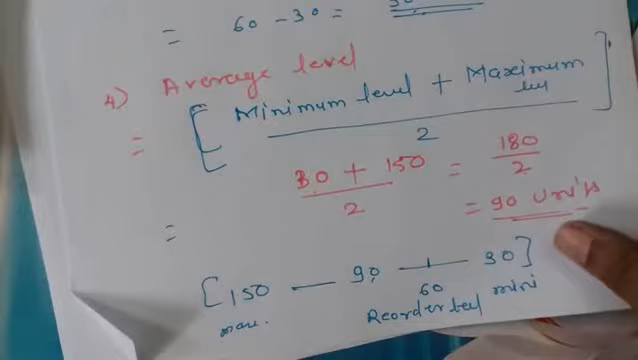 = 60 - 30 =
4) Average level
= [ Minimum level + Maximum
level ]
2
30 + 150 = 180
2 2
= = 90 Units
[ 150 — 90 — 30 ]
60
max. Reorder level mini